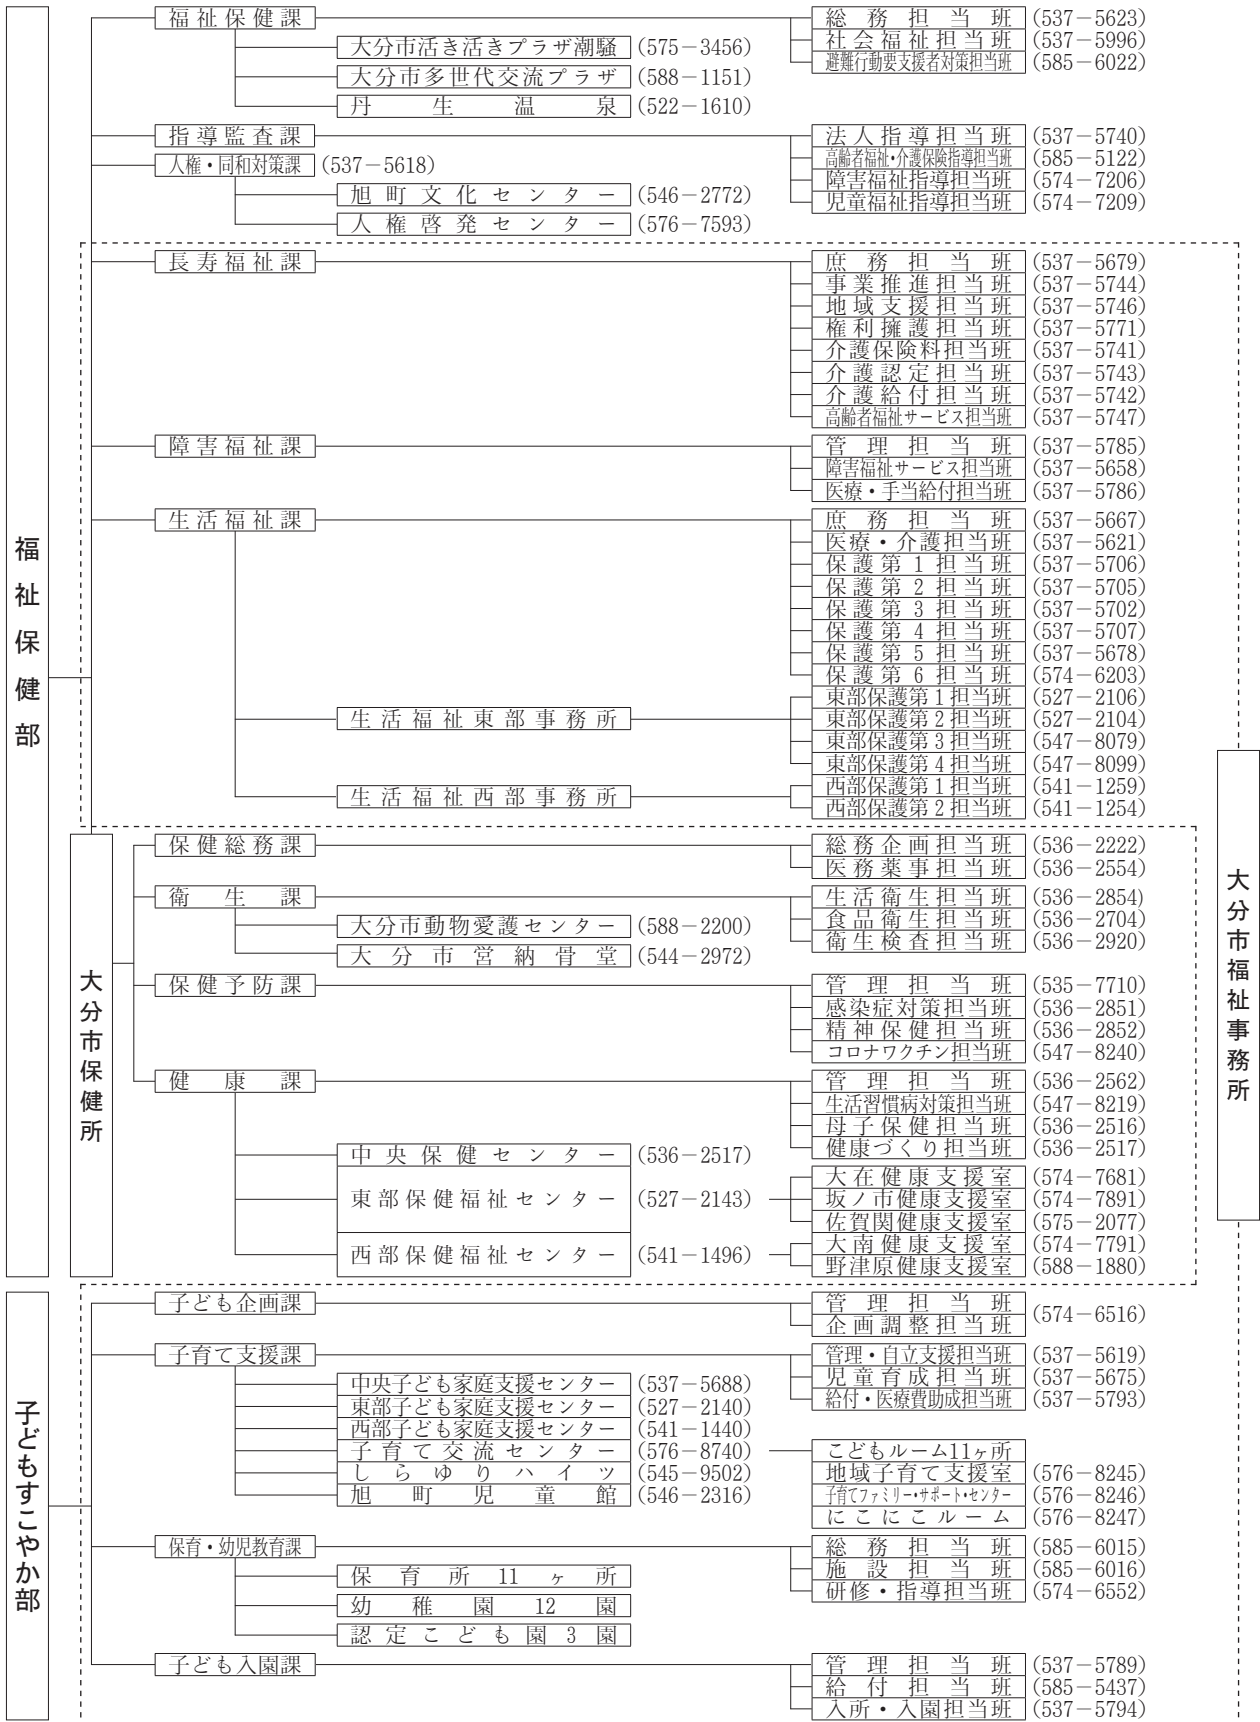 福祉保健部
福祉保健課
総務担当班 (537－5623)
社会福祉担当班 (537－5996)
避難行動要支援者対策担当班 (585－6022)
大分市活き活きプラザ潮騒 (575－3456)
大分市多世代交流プラザ (588－1151)
丹生温泉 (522－1610)
指導監査課
法人指導担当班 (537－5740)
高齢者福祉・介護保険指導担当班 (585－5122)
障害福祉指導担当班 (574－7206)
児童福祉指導担当班 (574－7209)
人権・同和対策課 (537－5618)
旭町文化センター (546－2772)
人権啓発センター (576－7593)
大分市福祉事務所
長寿福祉課
庶務担当班 (537－5679)
事業推進担当班 (537－5744)
地域支援担当班 (537－5746)
権利擁護担当班 (537－5771)
介護保険料担当班 (537－5741)
介護認定担当班 (537－5743)
介護給付担当班 (537－5742)
高齢者福祉サービス担当班 (537－5747)
障害福祉課
管理担当班 (537－5785)
障害福祉サービス担当班 (537－5658)
医療・手当給付担当班 (537－5786)
生活福祉課
庶務担当班 (537－5667)
医療・介護担当班 (537－5621)
保護第1担当班 (537－5706)
保護第2担当班 (537－5705)
保護第3担当班 (537－5702)
保護第4担当班 (537－5707)
保護第5担当班 (537－5678)
保護第6担当班 (574－6203)
生活福祉東部事務所
東部保護第1担当班 (527－2106)
東部保護第2担当班 (527－2104)
東部保護第3担当班 (547－8079)
東部保護第4担当班 (547－8099)
生活福祉西部事務所
西部保護第1担当班 (541－1259)
西部保護第2担当班 (541－1254)
大分市保健所
保健総務課
総務企画担当班 (536－2222)
医務薬事担当班 (536－2554)
衛生課
生活衛生担当班 (536－2854)
食品衛生担当班 (536－2704)
衛生検査担当班 (536－2920)
大分市動物愛護センター (588－2200)
大分市営納骨堂 (544－2972)
保健予防課
管理担当班 (535－7710)
感染症対策担当班 (536－2851)
精神保健担当班 (536－2852)
コロナワクチン担当班 (547－8240)
健康課
管理担当班 (536－2562)
生活習慣病対策担当班 (547－8219)
母子保健担当班 (536－2516)
健康づくり担当班 (536－2517)
中央保健センター (536－2517)
東部保健福祉センター (527－2143)
大在健康支援室 (574－7681)
坂ノ市健康支援室 (574－7891)
佐賀関健康支援室 (575－2077)
西部保健福祉センター (541－1496)
大南健康支援室 (574－7791)
野津原健康支援室 (588－1880)
子どもすこやか部
子ども企画課
管理担当班
企画調整担当班 (574－6516)
子育て支援課
管理・自立支援担当班 (537－5619)
児童育成担当班 (537－5675)
給付・医療費助成担当班 (537－5793)
中央子ども家庭支援センター (537－5688)
東部子ども家庭支援センター (527－2140)
西部子ども家庭支援センター (541－1440)
子育て交流センター (576－8740)
こどもルーム11ヶ所
地域子育て支援室 (576－8245)
子育てファミリー・サポート・センター (576－8246)
にこにこルーム (576－8247)
しらゆりハイツ (545－9502)
旭町児童館 (546－2316)
保育・幼児教育課
総務担当班 (585－6015)
施設担当班 (585－6016)
研修・指導担当班 (574－6552)
保育所11ヶ所
幼稚園12園
認定こども園3園
子ども入園課
管理担当班 (537－5789)
給付担当班 (585－5437)
入所・入園担当班 (537－5794)